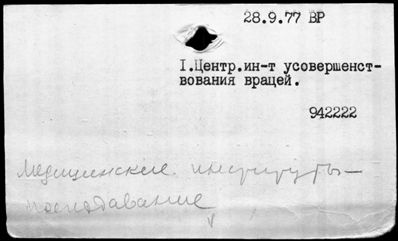 28.9.77 ВР
I.Центр.ин-т усовершенст-
вования врачей.
942222
Медицинские институты —
преподавание